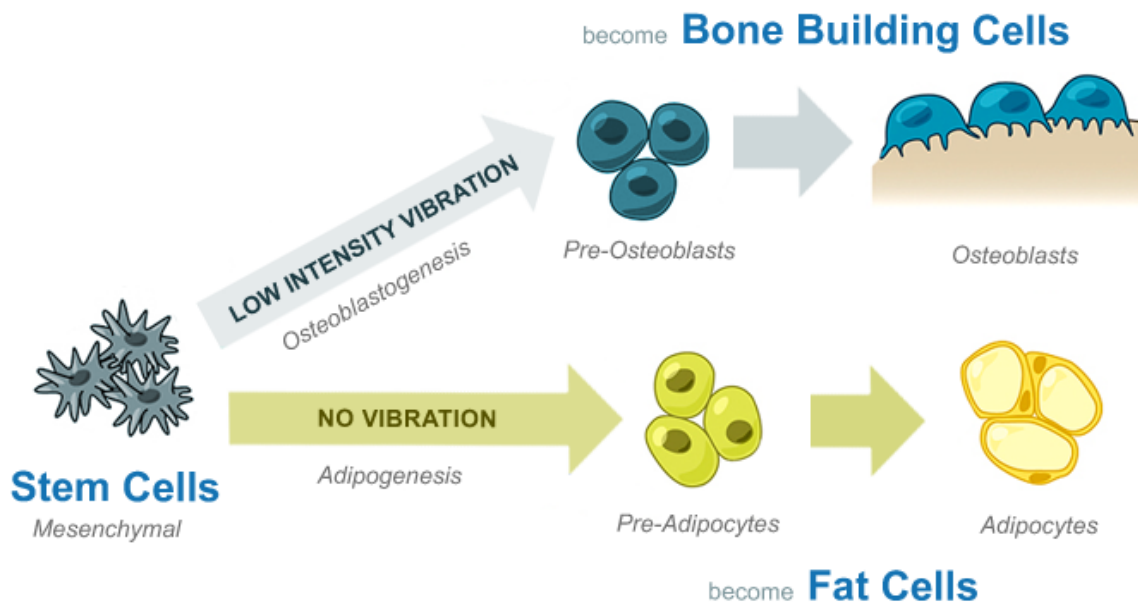 become Bone Building Cells
LOW INTENSITY VIBRATION
Osteoblastogenesis
Pre-Osteoblasts
Osteoblasts
Stem Cells
Mesenchymal
NO VIBRATION
Adipogenesis
Pre-Adipocytes
Adipocytes
become Fat Cells